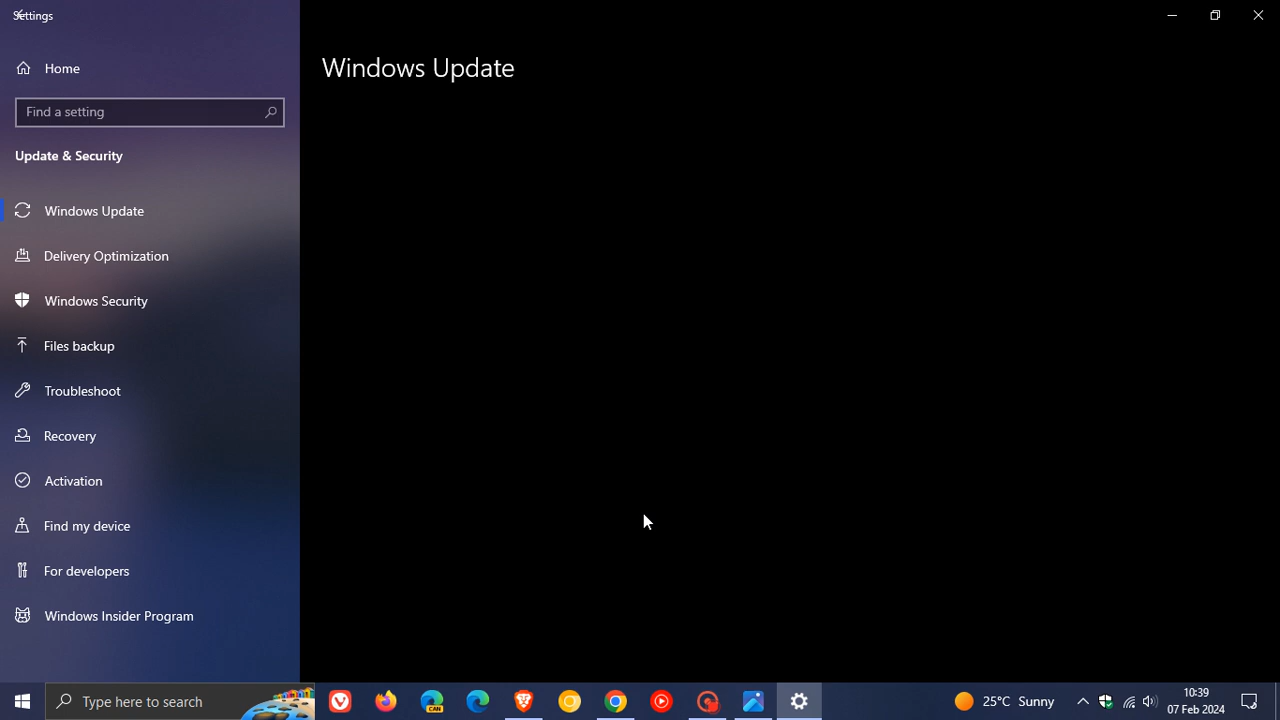 Settings
Home
Find a setting
Update & Security
Windows Update
Delivery Optimization
Windows Security
Files backup
Troubleshoot
Recovery
Activation
Find my device
For developers
Windows Insider Program
Windows Update
Type here to search
CAN
25°C Sunny
10:39
07 Feb 2024